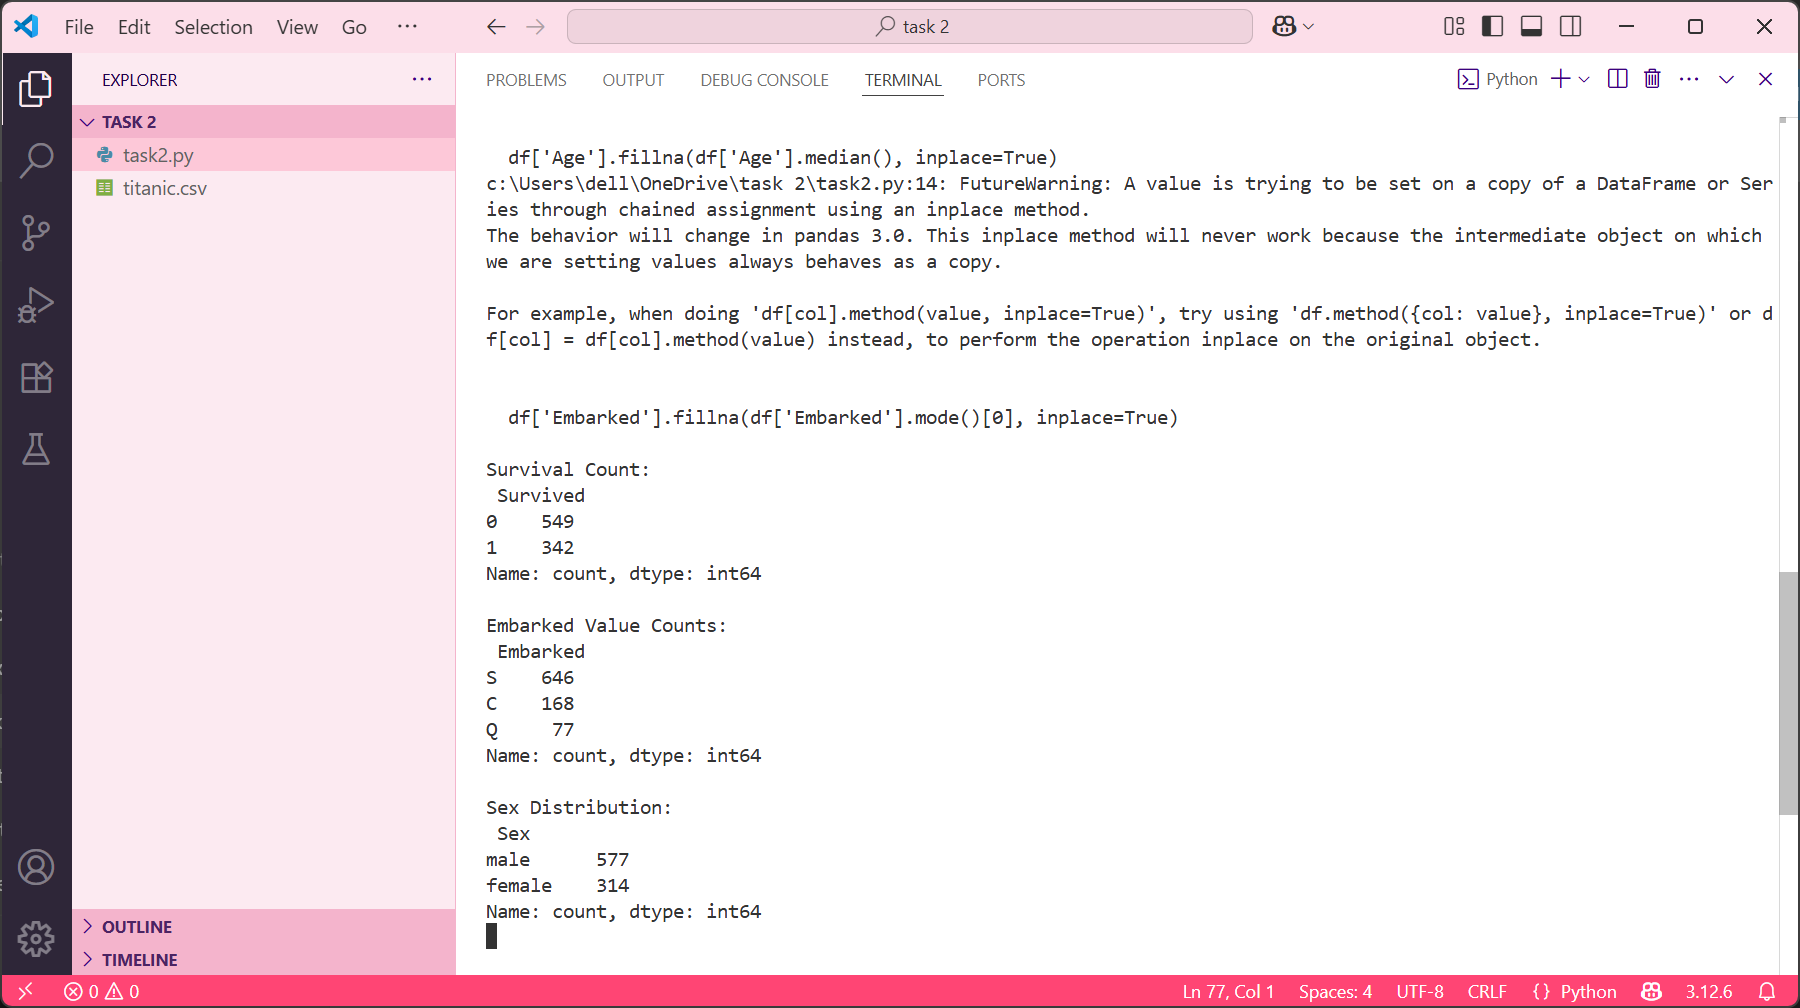 File Edit Selection View Go ··· task 2
EXPLORER ···
TASK 2
task2.py
titanic.csv
OUTLINE
TIMELINE
PROBLEMS OUTPUT DEBUG CONSOLE TERMINAL PORTS Python ···
df['Age'].fillna(df['Age'].median(), inplace=True)
c:\Users\dell\OneDrive\task 2\task2.py:14: FutureWarning: A value is trying to be set on a copy of a DataFrame or Ser
ies through chained assignment using an inplace method.
The behavior will change in pandas 3.0. This inplace method will never work because the intermediate object on which
we are setting values always behaves as a copy.
For example, when doing 'df[col].method(value, inplace=True)', try using 'df.method({col: value}, inplace=True)' or d
f[col] = df[col].method(value) instead, to perform the operation inplace on the original object.
df['Embarked'].fillna(df['Embarked'].mode()[0], inplace=True)
Survival Count:
Survived
0 549
1 342
Name: count, dtype: int64
Embarked Value Counts:
Embarked
S 646
C 168
Q 77
Name: count, dtype: int64
Sex Distribution:
Sex
male 577
female 314
Name: count, dtype: int64
0 0 Ln 77, Col 1 Spaces: 4 UTF-8 CRLF {} Python 3.12.6